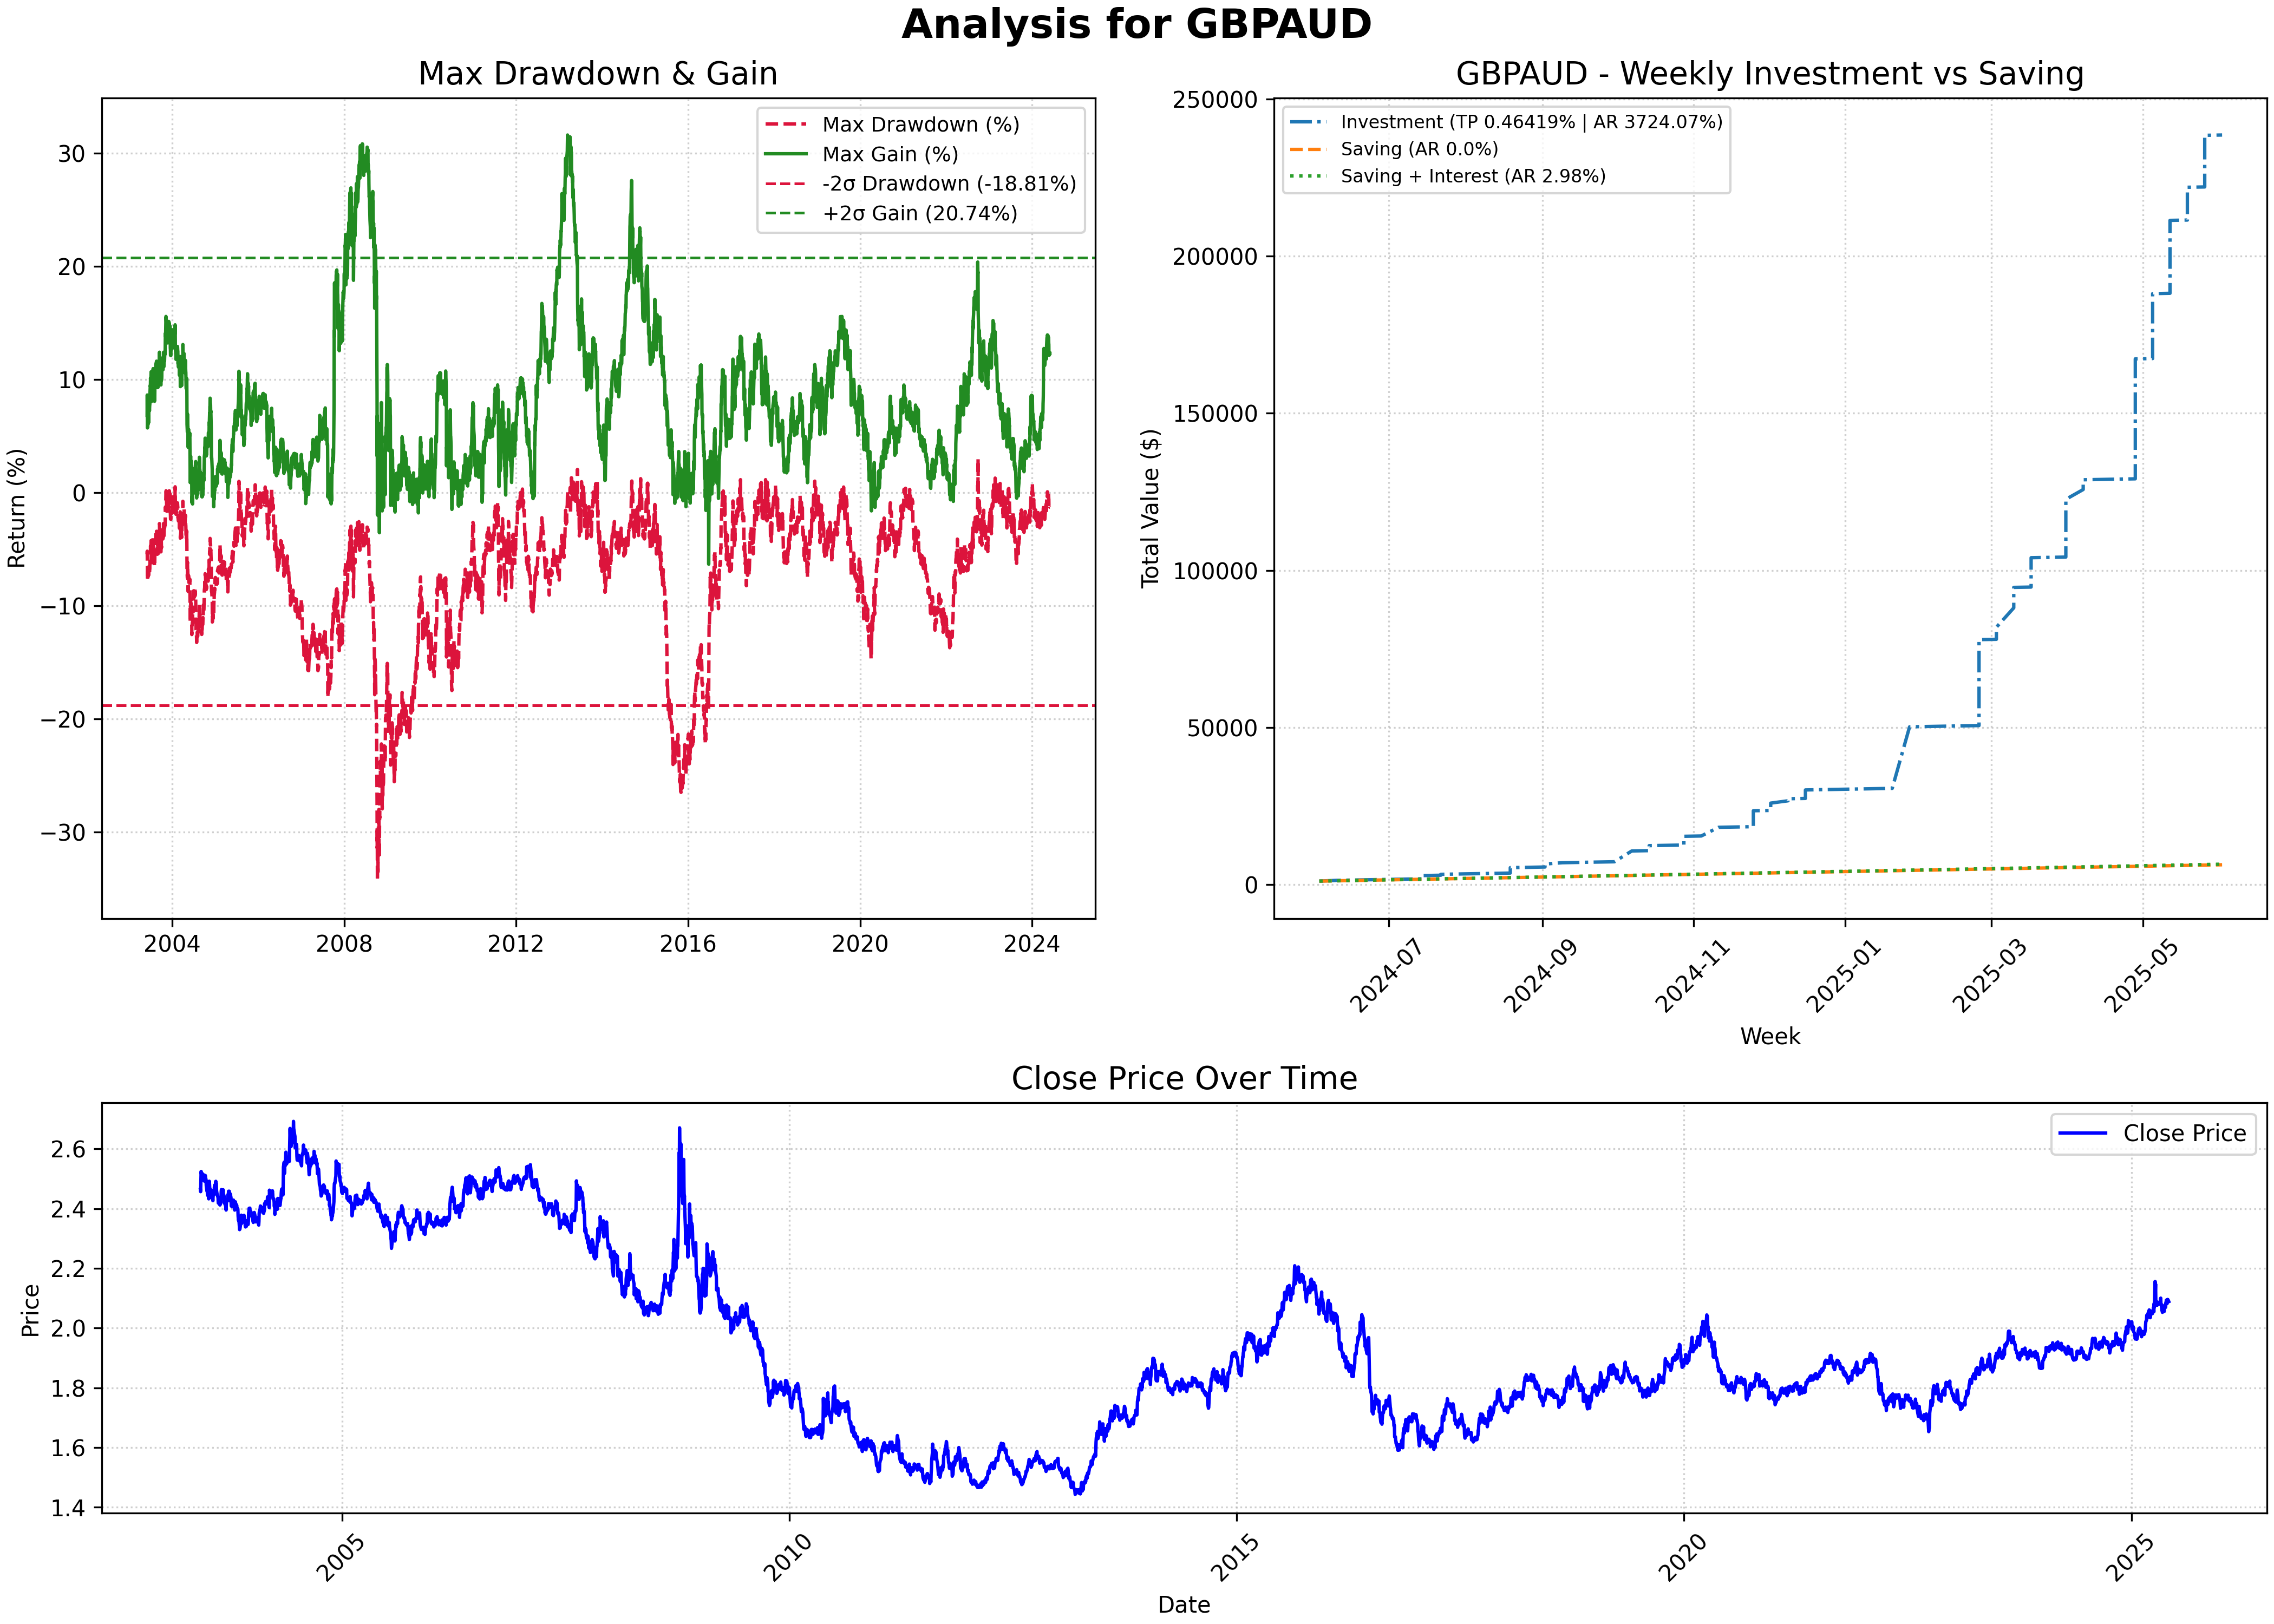 Analysis for GBPAUD
Max Drawdown & Gain
Return (%)
30
20
10
0
−10
−20
−30
2004
2008
2012
2016
2020
2024
Max Drawdown (%)
Max Gain (%)
-2σ Drawdown (-18.81%)
+2σ Gain (20.74%)
GBPAUD - Weekly Investment vs Saving
Total Value ($)
250000
200000
150000
100000
50000
0
Investment (TP 0.46419% | AR 3724.07%)
Saving (AR 0.0%)
Saving + Interest (AR 2.98%)
2024-07
2024-09
2024-11
2025-01
2025-03
2025-05
Week
Close Price Over Time
Price
2.6
2.4
2.2
2.0
1.8
1.6
1.4
Close Price
2005
2010
2015
2020
2025
Date